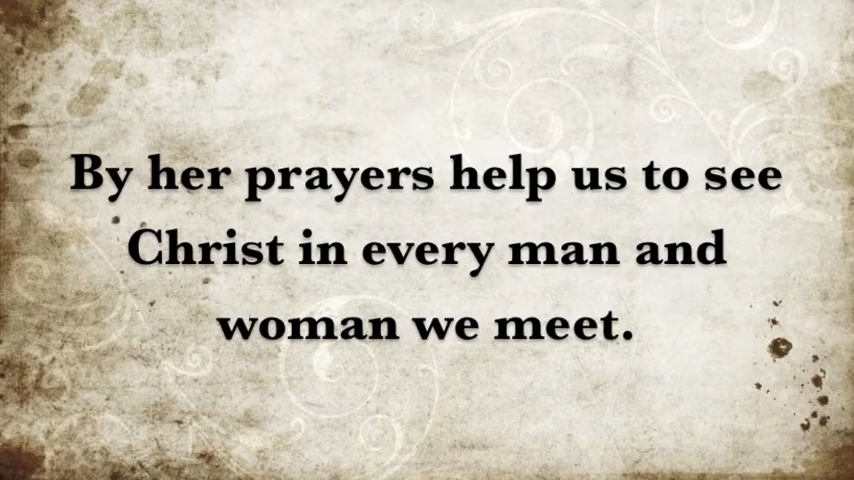 By her prayers help us to see
Christ in every man and
woman we meet.